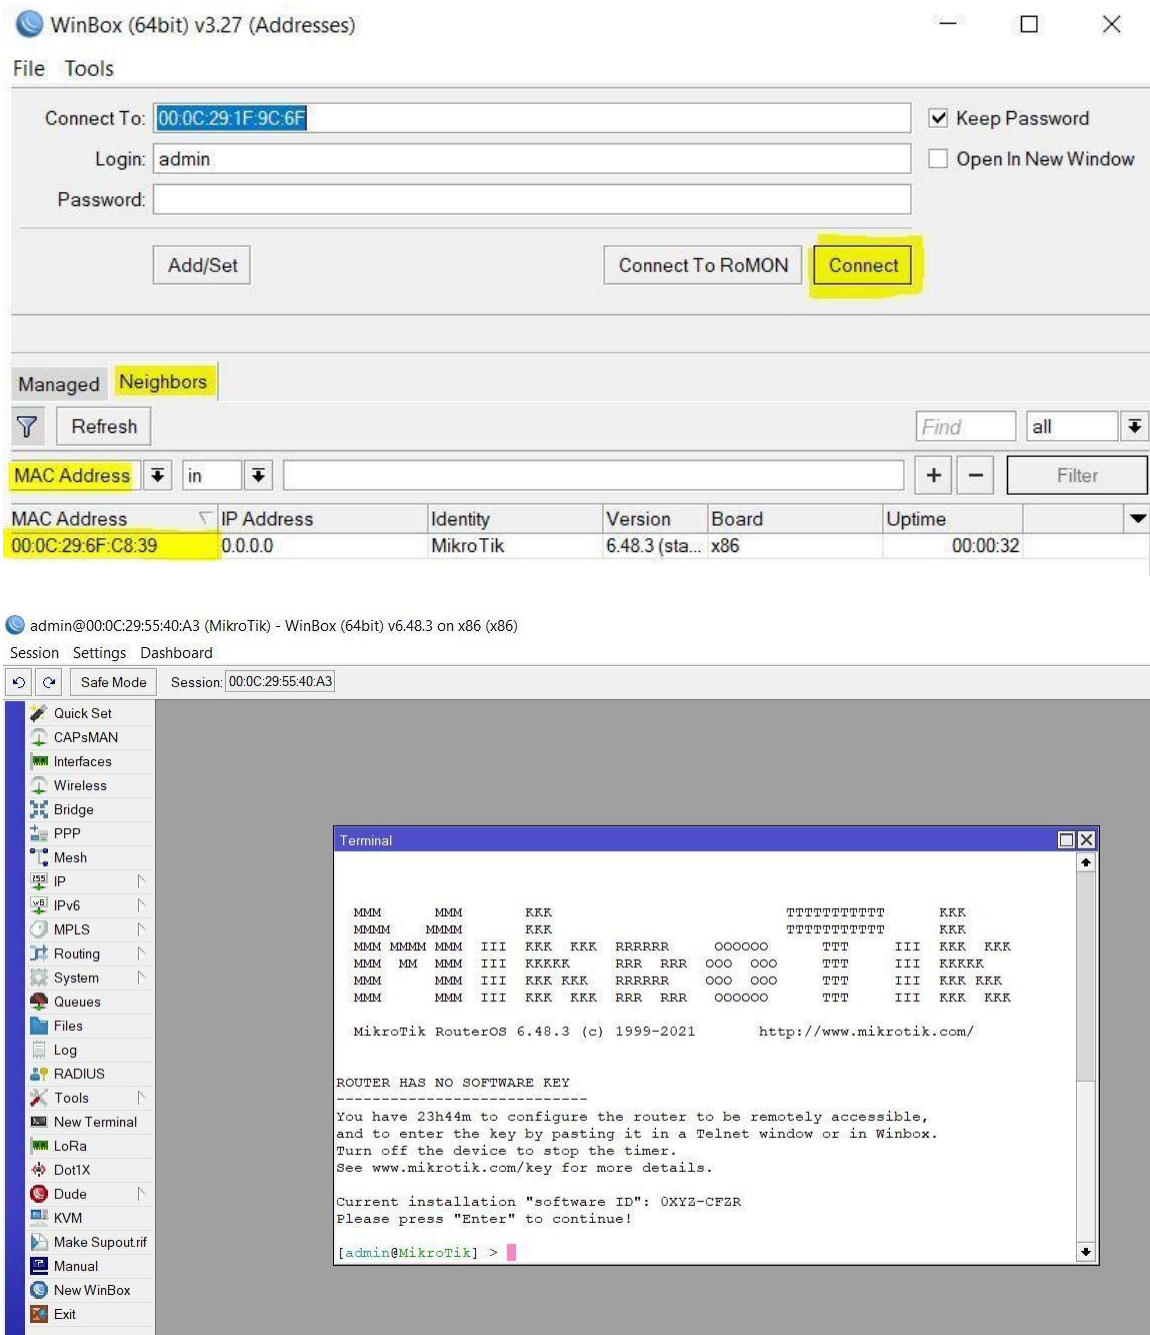 WinBox (64bit) v3.27 (Addresses)
File Tools
Connect To: 00:0C:29:1F:9C:6F
Keep Password
Login: admin
Open In New Window
Password:
Add/Set
Connect To RoMON
Connect
Managed
Neighbors
Refresh
Find
all
MAC Address
in
+
−
Filter
MAC Address IP Address Identity Version Board Uptime
00:0C:29:6F:C8:39 0.0.0.0 MikroTik 6.48.3 (sta... x86 00:00:32
admin@00:0C:29:55:40:A3 (MikroTik) - WinBox (64bit) v6.48.3 on x86 (x86)
Session Settings Dashboard
Safe Mode Session: 00:0C:29:55:40:A3
Quick Set
CAPsMAN
Interfaces
Wireless
Bridge
PPP
Mesh
IP
IPv6
MPLS
Routing
System
Queues
Files
Log
RADIUS
Tools
New Terminal
LoRa
Dot1X
Dude
KVM
Make Supout.rif
Manual
New WinBox
Exit
Terminal
MMM      MMM       KKK                          TTTTTTTTTTT      KKK
MMMM    MMMM       KKK                          TTTTTTTTTTT      KKK
MMM MMMM MMM  III  KKK  KKK  RRRRRR     OOOOOO      TTT     III  KKK  KKK
MMM  MM  MMM  III  KKKKK     RRR  RRR  OOO  OOO     TTT     III  KKKKK
MMM      MMM  III  KKK KKK   RRRRRR    OOO  OOO     TTT     III  KKK KKK
MMM      MMM  III  KKK  KKK  RRR  RRR   OOOOOO      TTT     III  KKK  KKK
MikroTik RouterOS 6.48.3 (c) 1999-2021       http://www.mikrotik.com/
ROUTER HAS NO SOFTWARE KEY
----------------------------
You have 23h44m to configure the router to be remotely accessible,
and to enter the key by pasting it in a Telnet window or in Winbox.
Turn off the device to stop the timer.
See www.mikrotik.com/key for more details.
Current installation "software ID": 0XYZ-CFZR
Please press "Enter" to continue!
[admin@MikroTik] >